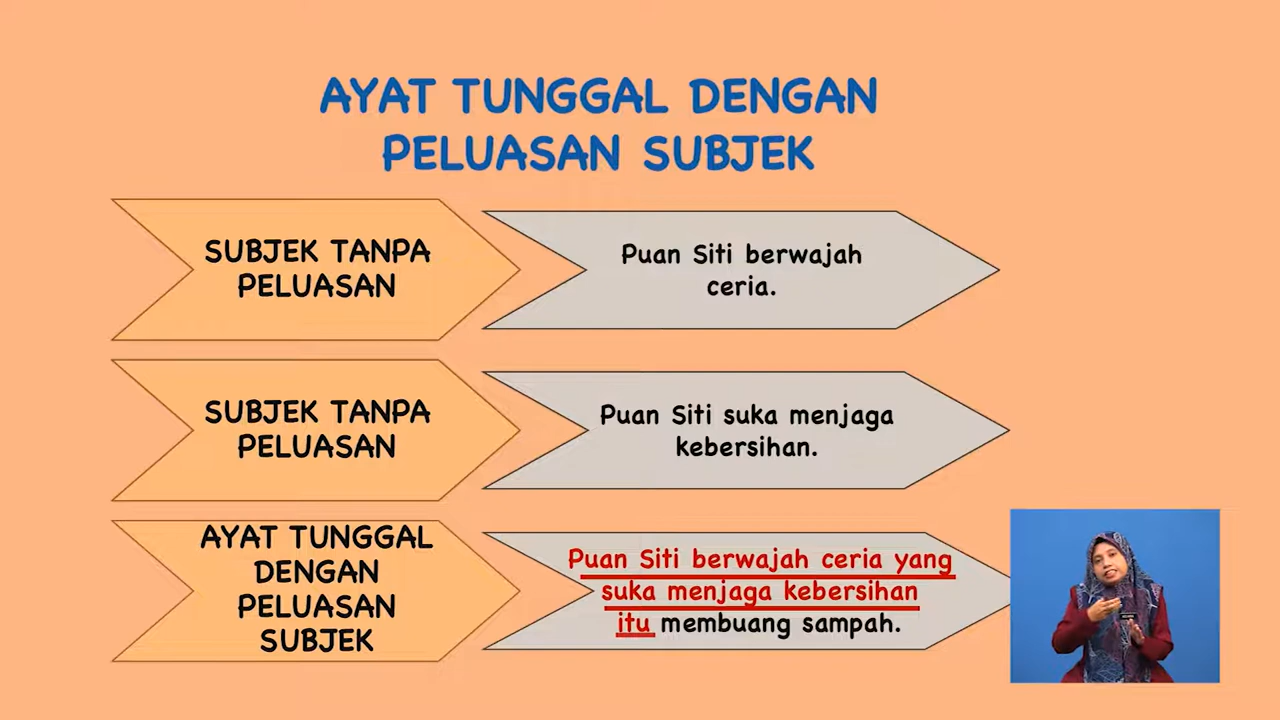 AYAT TUNGGAL DENGAN
PELUASAN SUBJEK
SUBJEK TANPA
PELUASAN
Puan Siti berwajah
ceria.
SUBJEK TANPA
PELUASAN
Puan Siti suka menjaga
kebersihan.
AYAT TUNGGAL
DENGAN
PELUASAN
SUBJEK
Puan Siti berwajah ceria yang
suka menjaga kebersihan
itu membuang sampah.